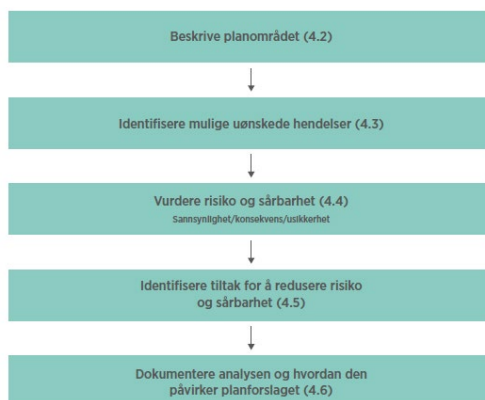 Beskrive planområdet (4.2)
Identifisere mulige uønskede hendelser (4.3)
Vurdere risiko og sårbarhet (4.4)
Sannsynlighet/konsekvens/usikkerhet
Identifisere tiltak for å redusere risiko
og sårbarhet (4.5)
Dokumentere analysen og hvordan den
påvirker planforslaget (4.6)